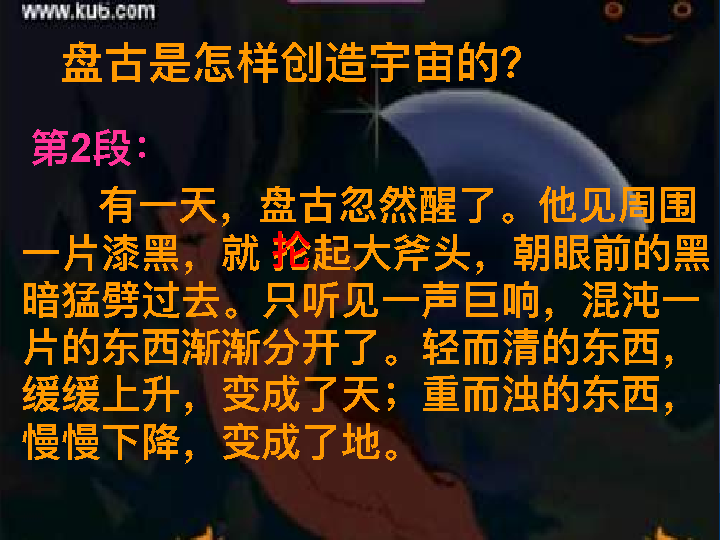 www.ku6.com
盘古是怎样创造宇宙的？
第2段：
有一天，盘古忽然醒了。他见周围
一片漆黑，就抡起大斧头，朝眼前的黑
暗猛劈过去。只听见一声巨响，混沌一
片的东西渐渐分开了。轻而清的东西，
缓缓上升，变成了天；重而浊的东西，
慢慢下降，变成了地。